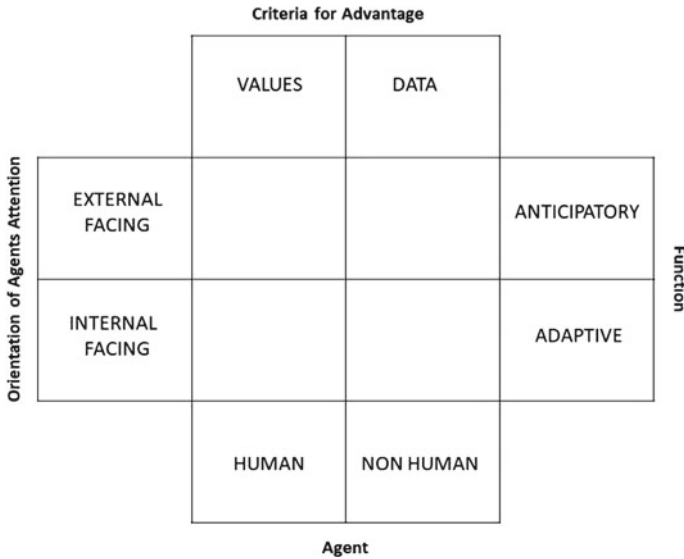 Criteria for Advantage
VALUES
DATA
Orientation of Agents Attention
EXTERNAL
FACING
ANTICIPATORY
Function
INTERNAL
FACING
ADAPTIVE
HUMAN
NON HUMAN
Agent